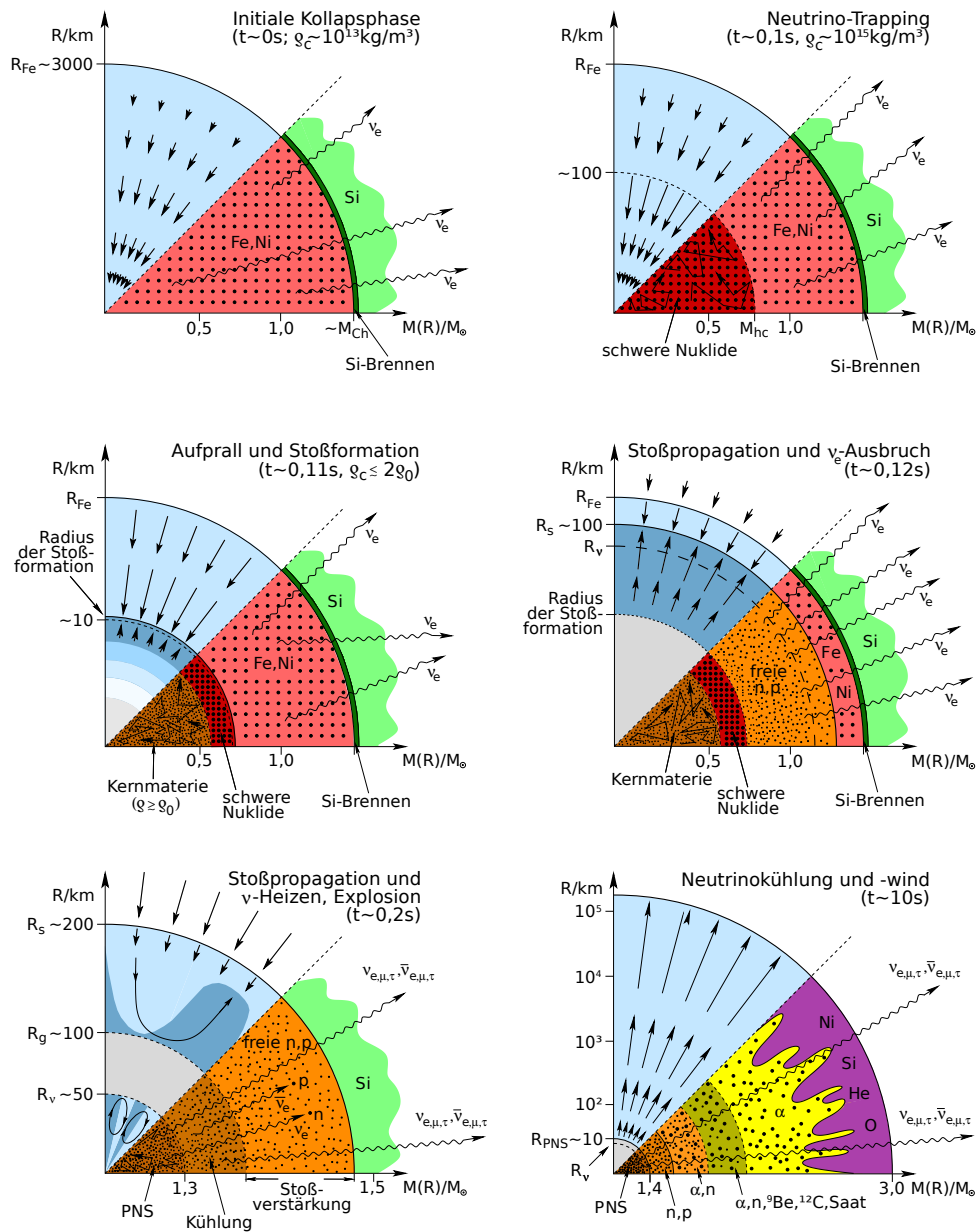 Initiale Kollapsphase
(t~0s; ϱc~10¹³kg/m³)
R/km
RFe~3000
νe
νe
νe
Si
Fe,Ni
0,5
1,0
~MCh
M(R)/M⊙
Si-Brennen
Neutrino-Trapping
(t~0,1s, ϱc~10¹⁵kg/m³)
R/km
RFe
~100
νe
νe
νe
Si
Fe,Ni
0,5
Mhc
1,0
M(R)/M⊙
schwere Nuklide
Si-Brennen
Aufprall und Stoßformation
(t~0,11s, ϱc ≤ 2ϱ0)
R/km
RFe
Radius
der Stoß-
formation
~10
νe
νe
νe
Si
Fe,Ni
0,5
1,0
M(R)/M⊙
Kernmaterie
(ϱ ≥ ϱ0)
schwere
Nuklide
Si-Brennen
Stoßpropagation und νe-Ausbruch
(t~0,12s)
R/km
RFe
Rs ~100
Rν
Radius
der Stoß-
formation
νe
νe
νe
νe
νe
Si
Fe
Ni
freie
n,p
0,5
1,0
M(R)/M⊙
Kernmaterie
schwere
Nuklide
Si-Brennen
Stoßpropagation und
ν-Heizen, Explosion
(t~0,2s)
R/km
Rs ~200
Rg~100
Rν ~50
νe,μ,τ,ν̅e,μ,τ
νe,μ,τ,ν̅e,μ,τ
freie n,p
p
ν̅e
n
νe
Si
1,3
1,5
M(R)/M⊙
PNS
Kühlung
Stoß-
verstärkung
Neutrinokühlung und -wind
(t~10s)
R/km
10⁵
10⁴
10³
10²
RPNS~10
Rν
νe,μ,τ,ν̅e,μ,τ
νe,μ,τ,ν̅e,μ,τ
Ni
Si
He
O
α
1,4
3,0
M(R)/M⊙
PNS
n,p
α,n
α,n,⁹Be,¹²C,Saat